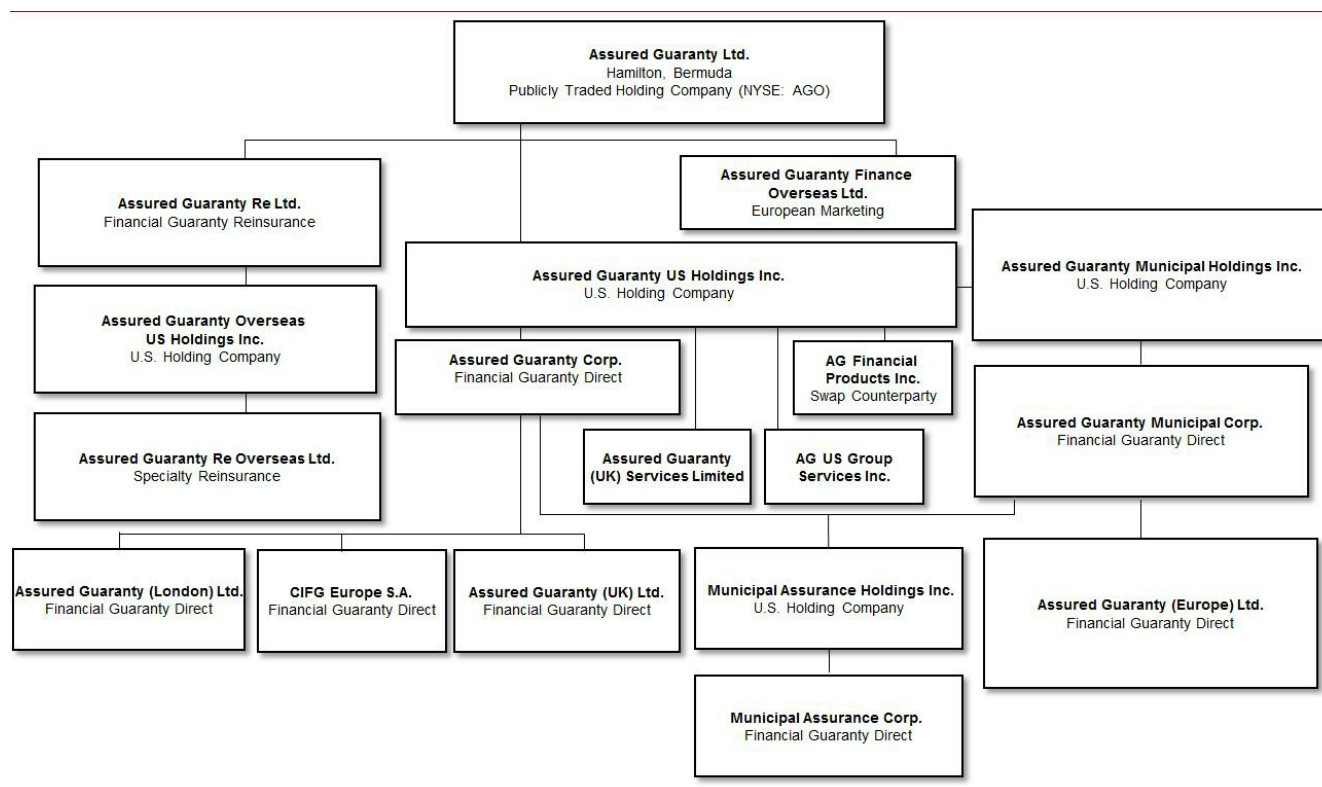 Assured Guaranty Ltd.
Hamilton, Bermuda
Publicly Traded Holding Company (NYSE: AGO)
Assured Guaranty Re Ltd.
Financial Guaranty Reinsurance
Assured Guaranty Finance
Overseas Ltd.
European Marketing
Assured Guaranty US Holdings Inc.
U.S. Holding Company
Assured Guaranty Municipal Holdings Inc.
U.S. Holding Company
Assured Guaranty Overseas
US Holdings Inc.
U.S. Holding Company
Assured Guaranty Corp.
Financial Guaranty Direct
AG Financial
Products Inc.
Swap Counterparty
Assured Guaranty Municipal Corp.
Financial Guaranty Direct
Assured Guaranty Re Overseas Ltd.
Specialty Reinsurance
Assured Guaranty
(UK) Services Limited
AG US Group
Services Inc.
Assured Guaranty (London) Ltd.
Financial Guaranty Direct
CIFG Europe S.A.
Financial Guaranty Direct
Assured Guaranty (UK) Ltd.
Financial Guaranty Direct
Municipal Assurance Holdings Inc.
U.S. Holding Company
Assured Guaranty (Europe) Ltd.
Financial Guaranty Direct
Municipal Assurance Corp.
Financial Guaranty Direct